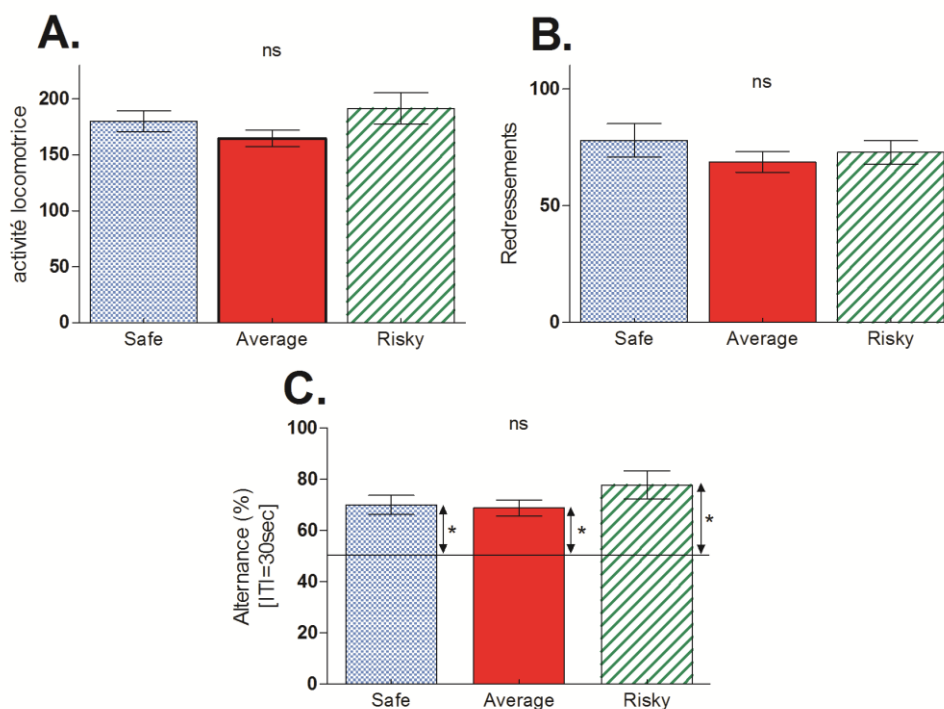 A.
ns
activité locomotrice
200
150
100
50
0
Safe Average Risky
B.
ns
Redressements
100
50
0
Safe Average Risky
C.
ns
Alternance (%)
[ITI=30sec]
100
80
60
40
20
0
* * *
Safe Average Risky